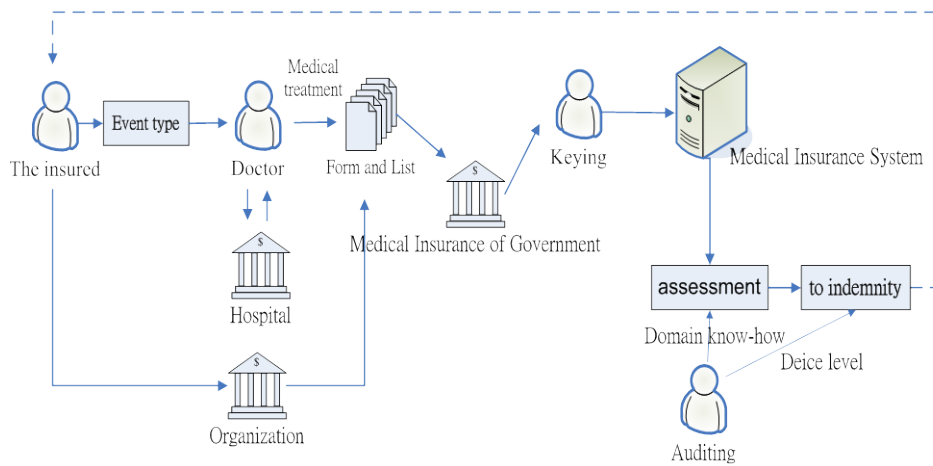 Medical
treatment
Event type
The insured
Doctor
Form and List
$
Keying
Medical Insurance System
$
Medical Insurance of Government
Hospital
assessment
to indemnity
Domain know-how
Deice level
$
Organization
Auditing